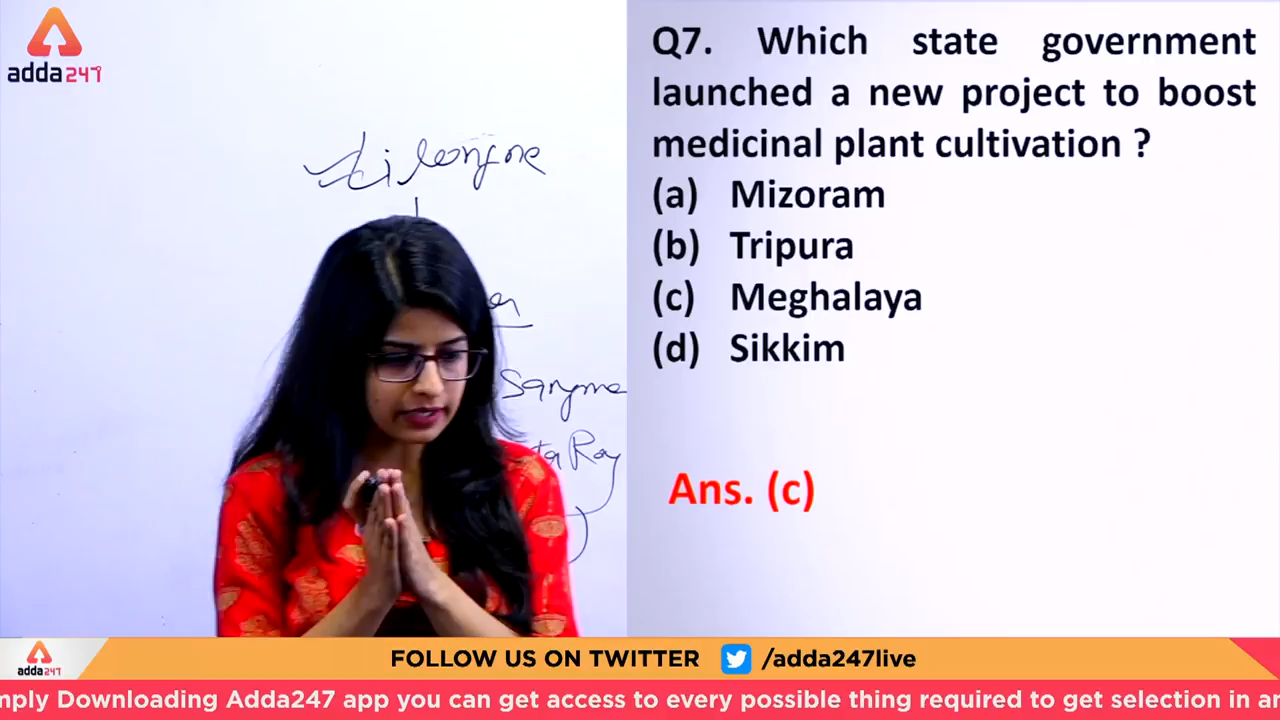 adda247
Q7. Which state government
launched a new project to boost
medicinal plant cultivation ?
(a) Mizoram
(b) Tripura
(c) Meghalaya
(d) Sikkim
Ans. (c)
Ray
adda247
FOLLOW US ON TWITTER /adda247live
mply Downloading Adda247 app you can get access to every possible thing required to get selection in an